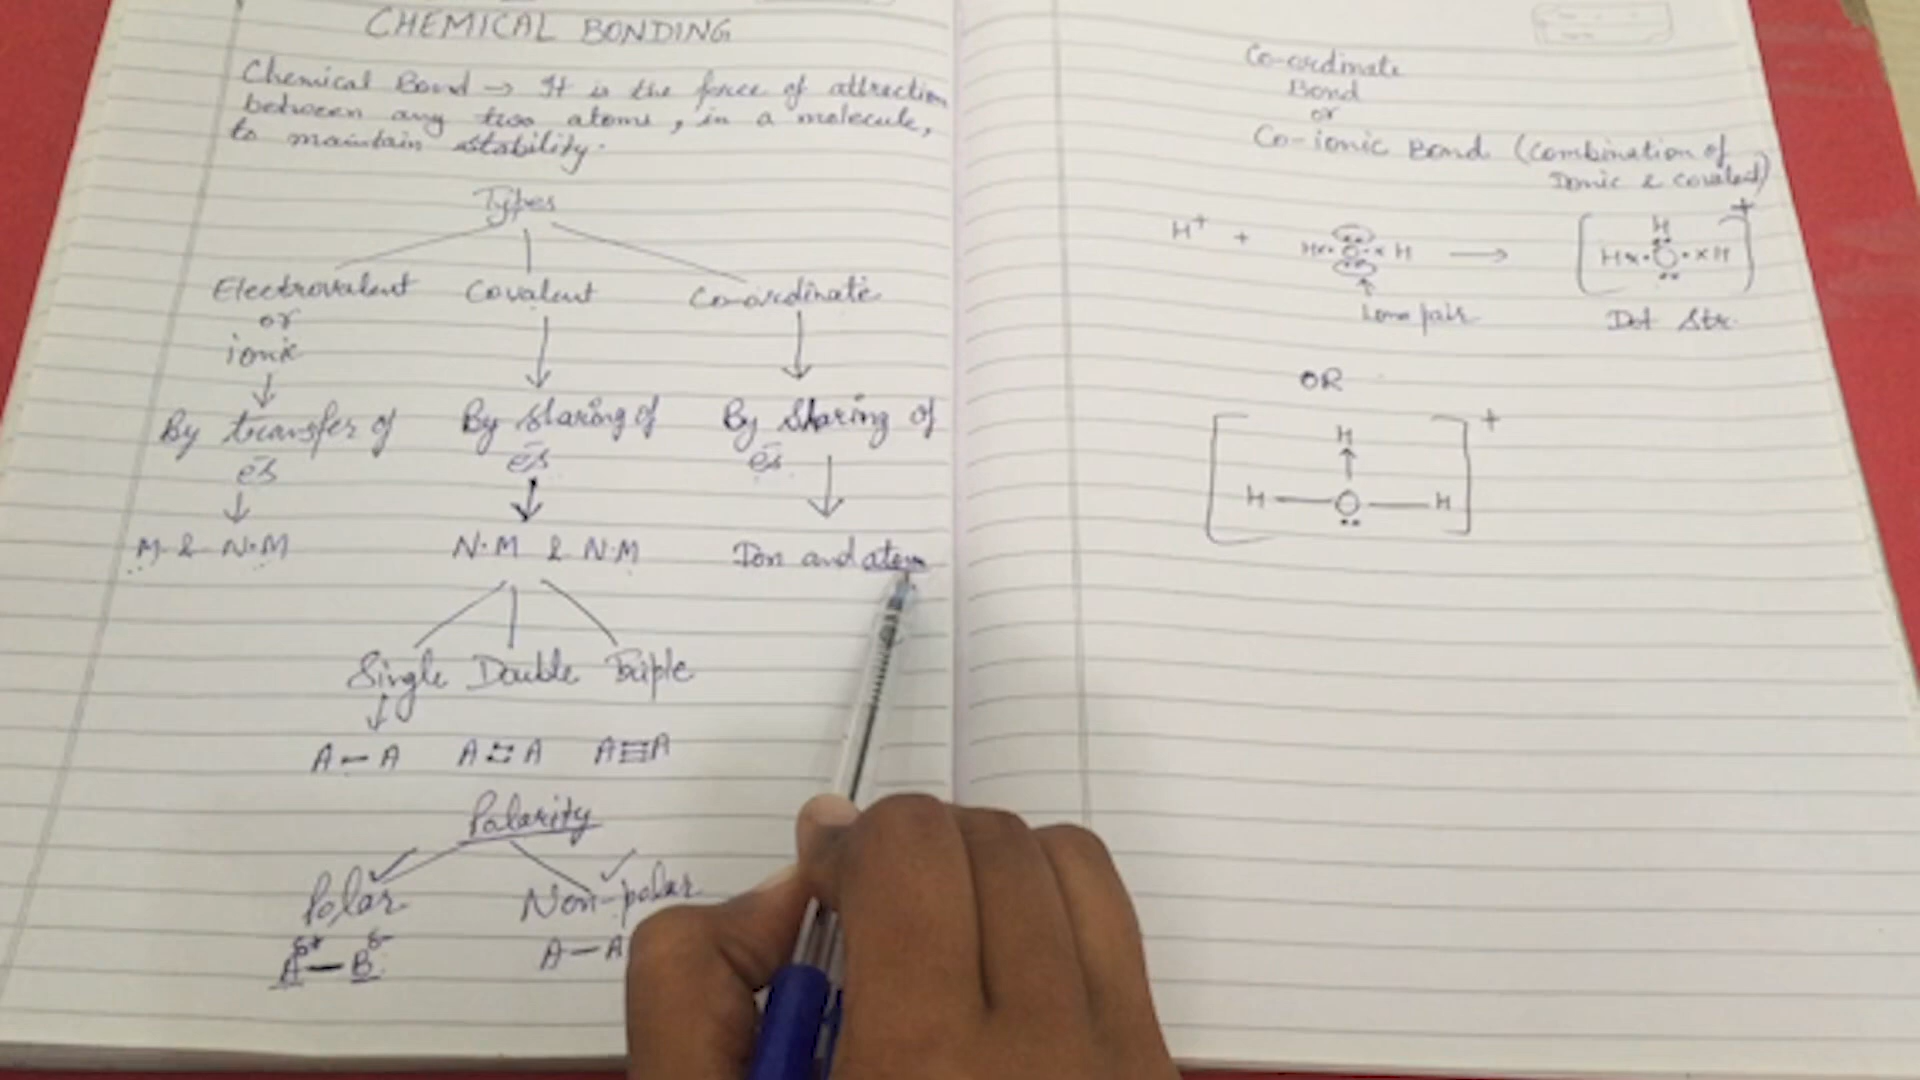 CHEMICAL BONDING
Chemical Bond → It is the force of attraction
between any two atoms, in a molecule,
to maintain stability.
Types
Electrovalent Covalent Co-ordinate
or
ionic
By transfer of By sharing of By sharing of
ēs ēs ēs
M & N.M N.M & N.M Ion and atom
Single Double Triple
A–A A=A A≡A
Polarity
Polar Non-polar
δ+ δ-
A–B A–A
Co-ordinate
Bond
or
Co-ionic Bond (Combination of
Ionic & Covalent)
H+ + H×•O•×H → [H×•O•×H]+
H
Lone pair Dot Str.
OR
+
H
↑
H — O — H